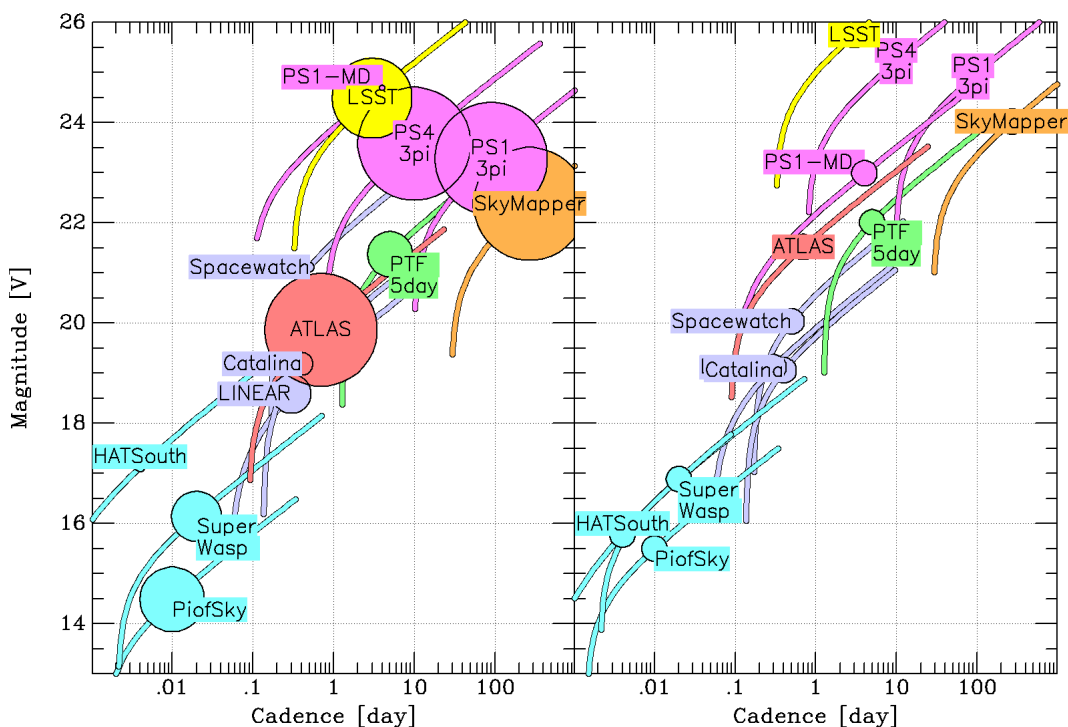 26
24
22
20
18
16
14
Magnitude [V]
PS1-MD
LSST
PS4
3pi
PS1
3pi
SkyMapper
Spacewatch
PTF
5day
ATLAS
Catalina
LINEAR
HATSouth
Super
Wasp
PiofSky
.01
.1
1
10
100
Cadence [day]
LSST
PS4
3pi
PS1
3pi
SkyMapper
PS1-MD
ATLAS
PTF
5day
Spacewatch
Catalina
Super
Wasp
HATSouth
PiofSky
.01
.1
1
10
100
Cadence [day]